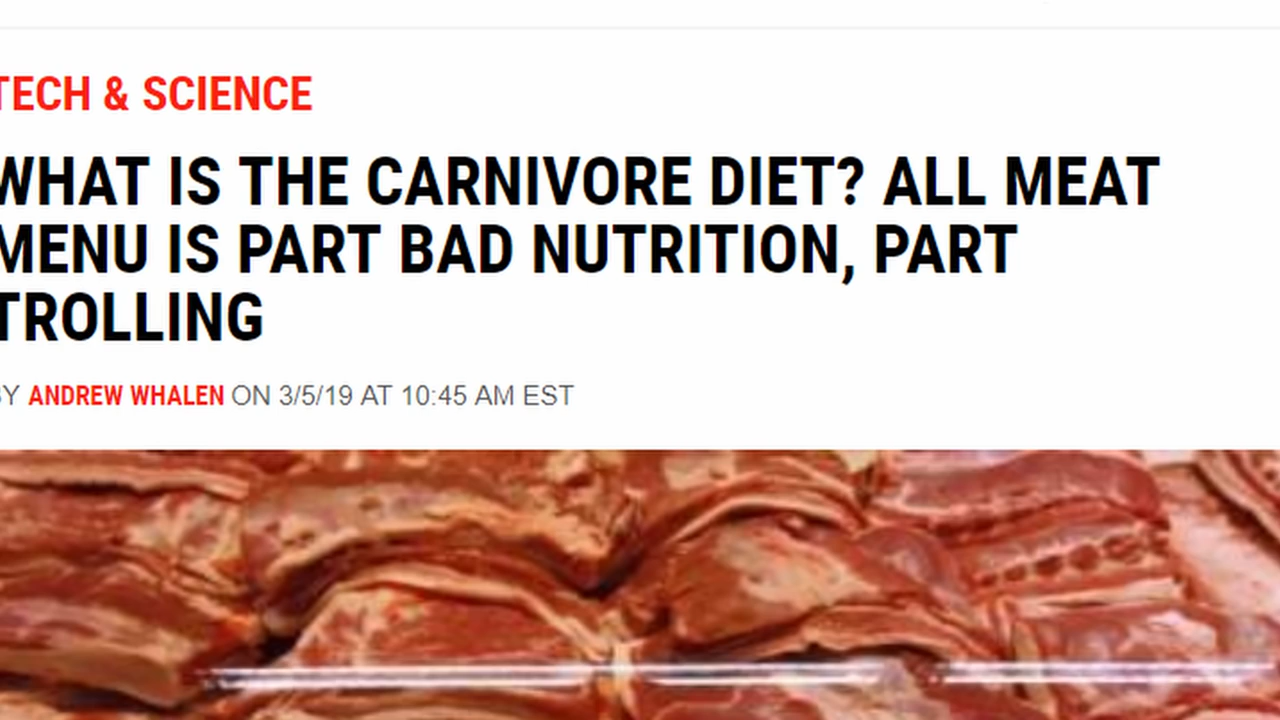 TECH & SCIENCE
WHAT IS THE CARNIVORE DIET? ALL MEAT
MENU IS PART BAD NUTRITION, PART
TROLLING
BY ANDREW WHALEN ON 3/5/19 AT 10:45 AM EST